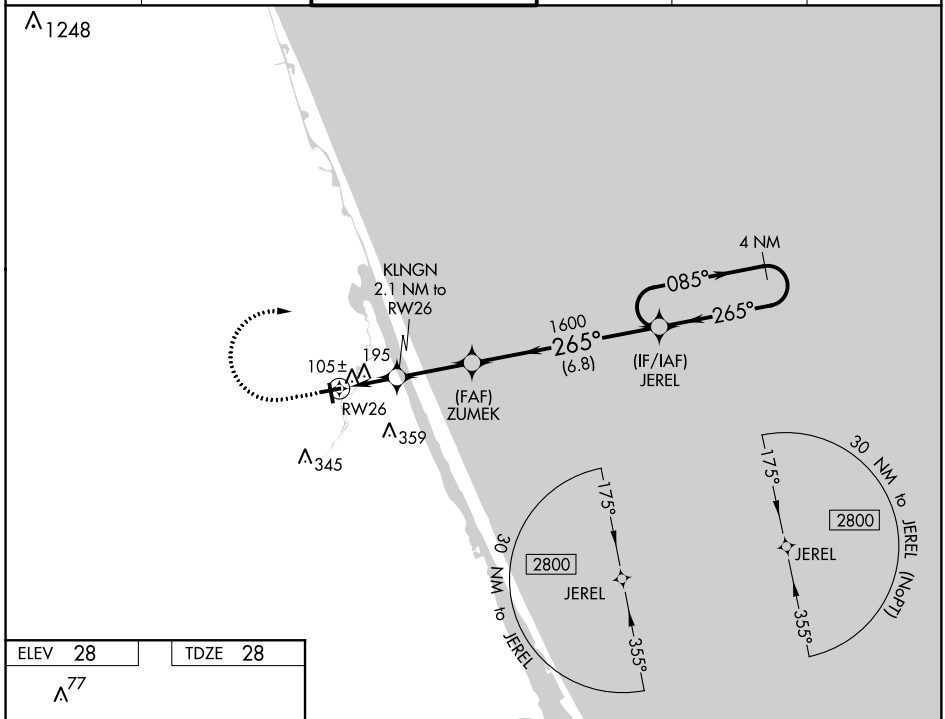 1248
4 NM
085°
265°
KLNGN
2.1 NM to
RW26
1600
265°
(6.8)
(IF/IAF)
JEREL
105±
195
RW26
(FAF)
ZUMEK
359
345
175°
30 NM to JEREL
2800
JEREL
355°
175°
30 NM to JEREL (NoPT)
2800
JEREL
355°
ELEV 28
TDZE 28
77